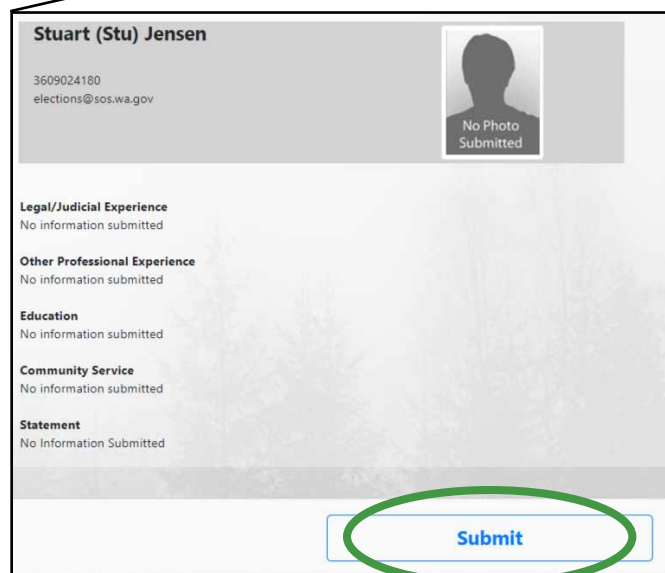 Stuart (Stu) Jensen
3609024180
elections@sos.wa.gov
No Photo
Submitted
Legal/Judicial Experience
No information submitted
Other Professional Experience
No information submitted
Education
No information submitted
Community Service
No information submitted
Statement
No Information Submitted
Submit